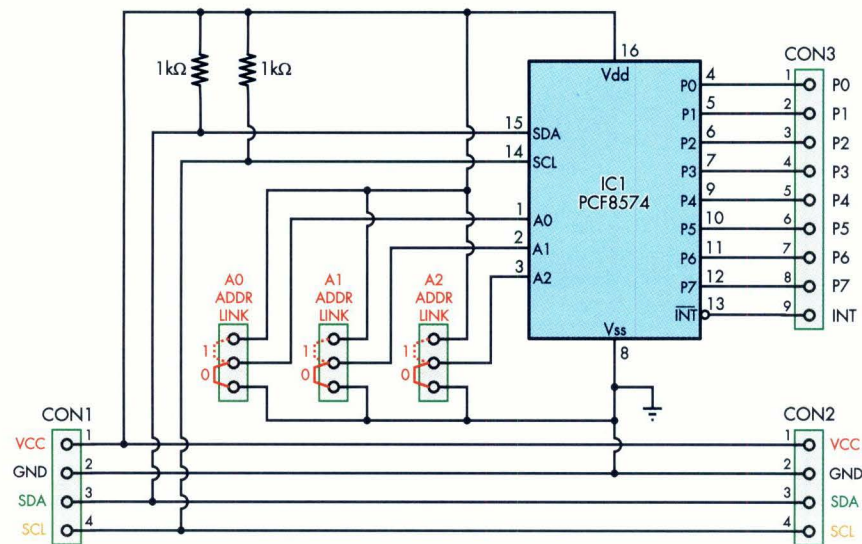 1kΩ
1kΩ
16
Vdd
15
SDA
14
SCL
IC1
PCF8574
1
A0
2
A1
3
A2
P0
4
P1
5
P2
6
P3
7
P4
9
P5
10
P6
11
P7
12
INT
13
Vss
8
CON3
1
P0
2
P1
3
P2
4
P3
5
P4
6
P5
7
P6
8
P7
9
INT
A0
ADDR
LINK
1
0
A1
ADDR
LINK
1
0
A2
ADDR
LINK
1
0
CON1
VCC
1
GND
2
SDA
3
SCL
4
CON2
1
VCC
2
GND
3
SDA
4
SCL